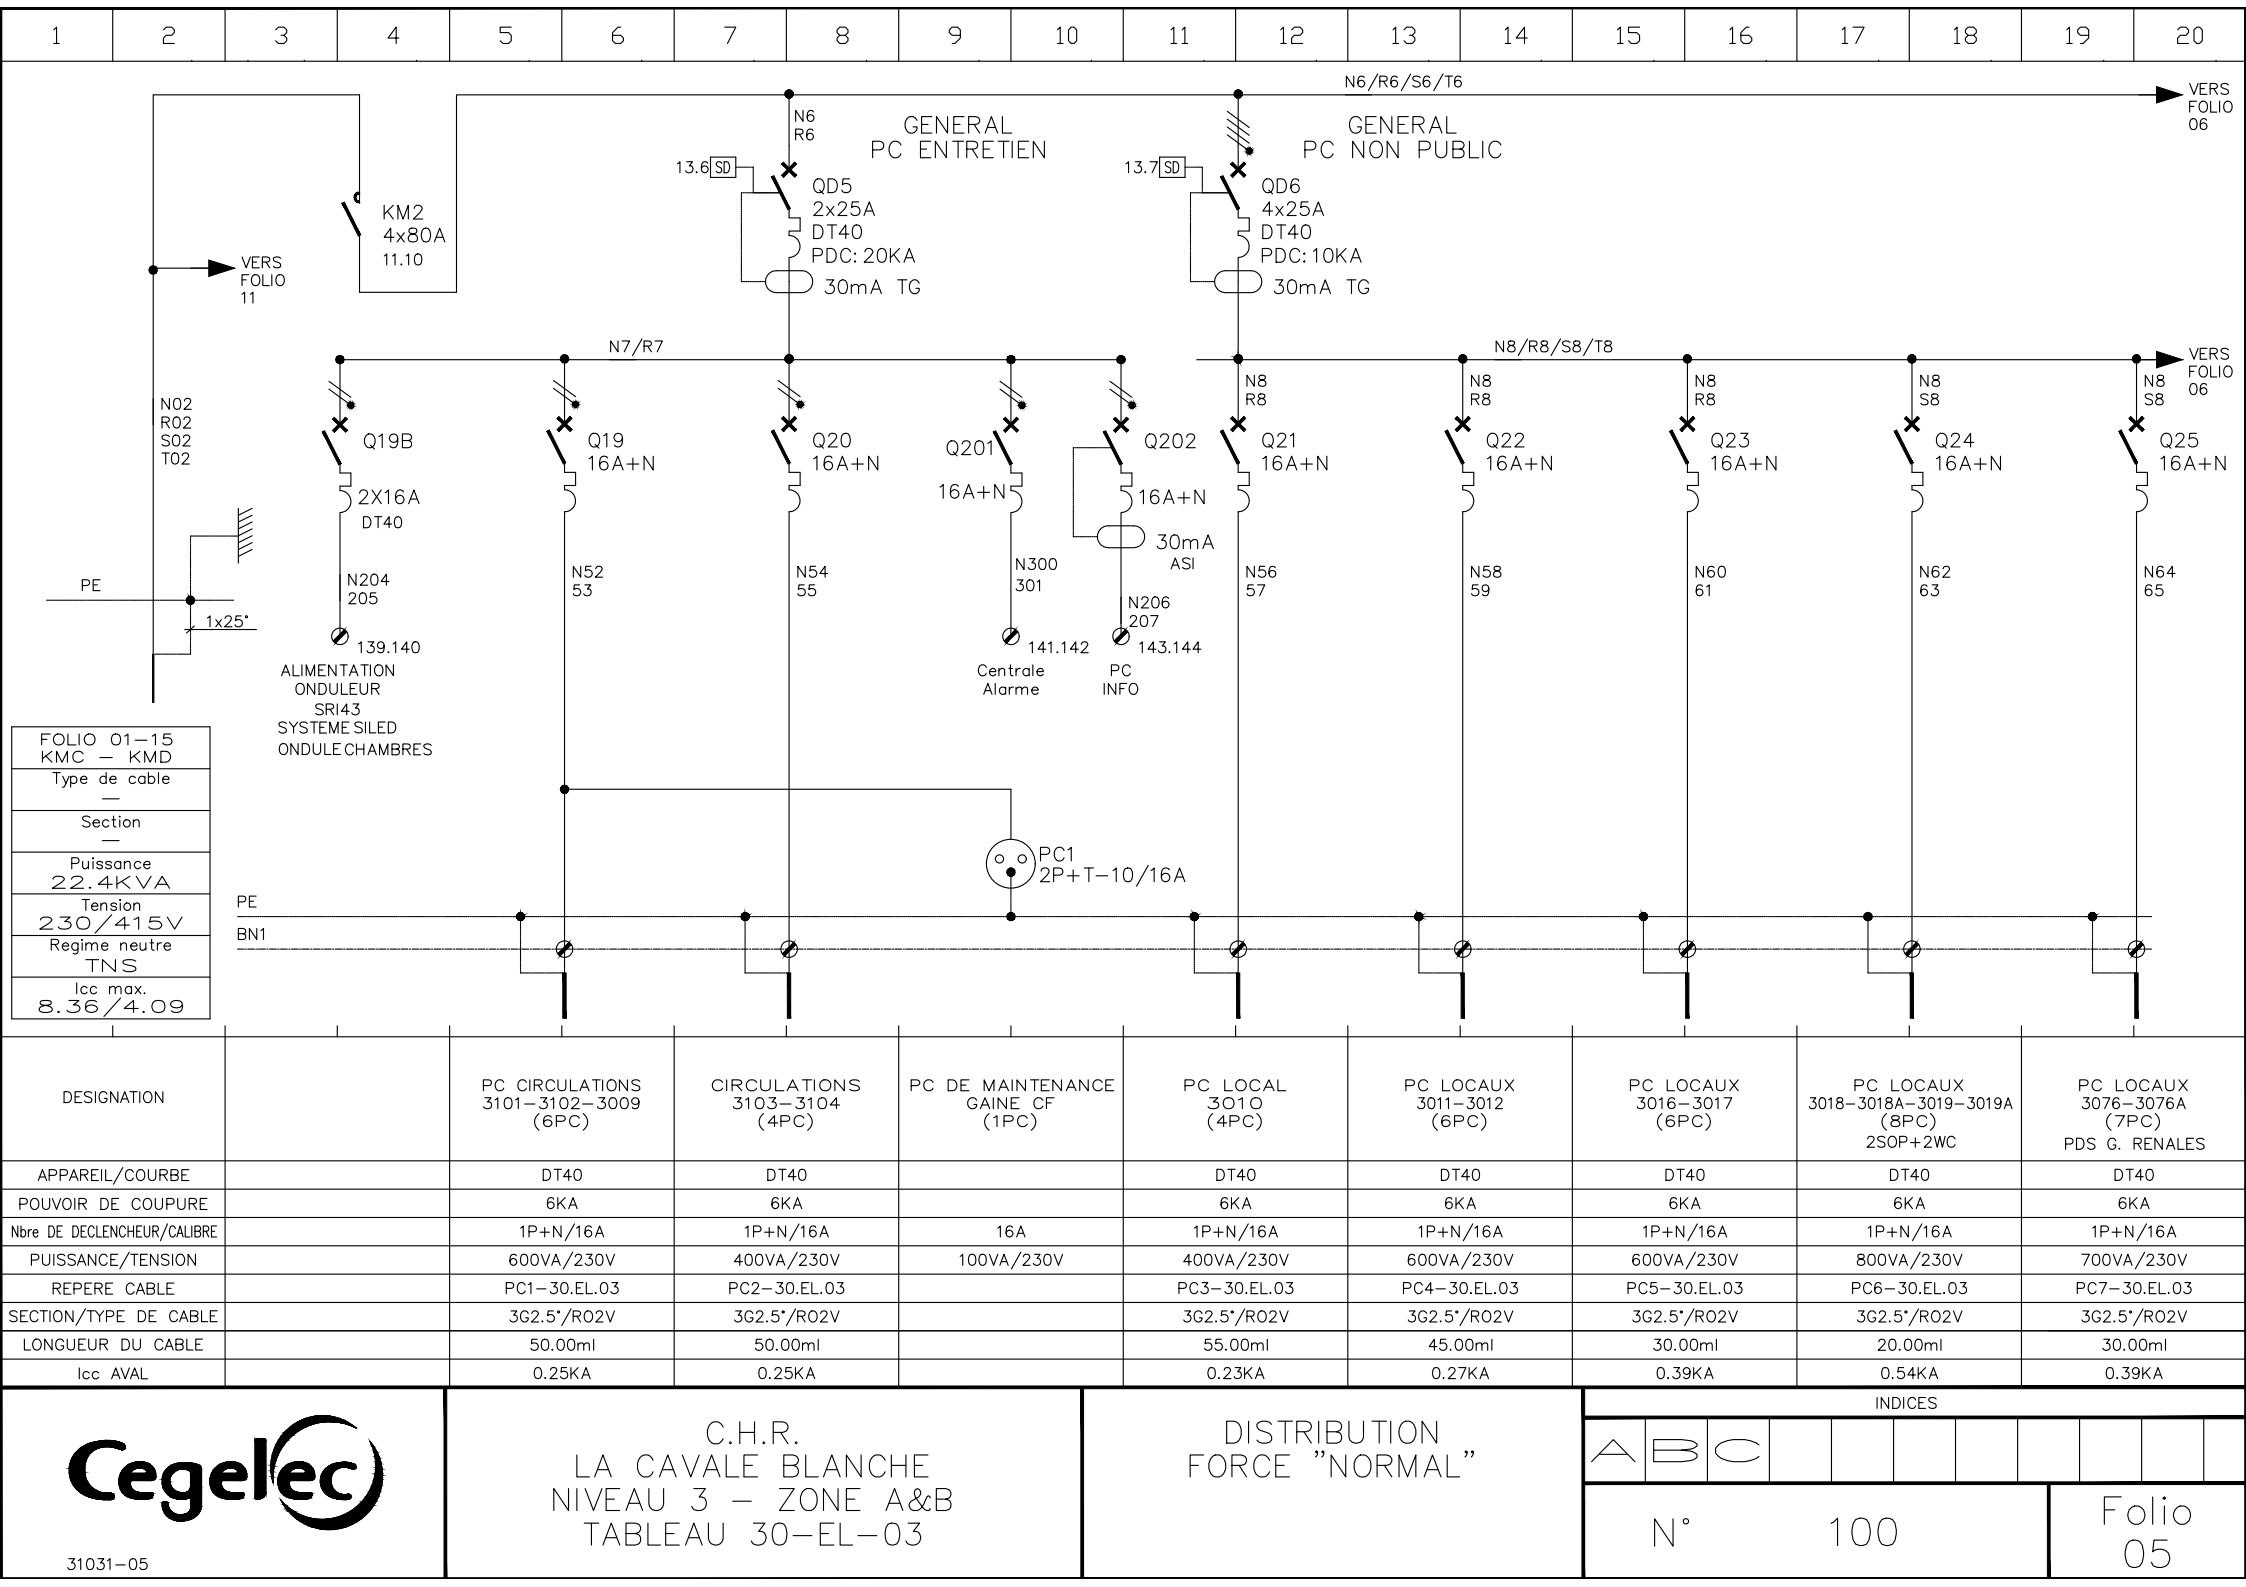 1 2 3 4 5 6 7 8 9 10 11 12 13 14 15 16 17 18 19 20
N6/R6/S6/T6
VERS
FOLIO
06
N6
R6
GENERAL
PC ENTRETIEN
GENERAL
PC NON PUBLIC
13.6 SD
QD5
2x25A
DT40
PDC: 20KA
30mA TG
13.7 SD
QD6
4x25A
DT40
PDC: 10KA
30mA TG
KM2
4x80A
11.10
VERS
FOLIO
11
N7/R7
N8/R8/S8/T8
VERS
FOLIO
06
N02
R02
S02
T02
PE
1x25°
Q19B
2X16A
DT40
N204
205
139.140
ALIMENTATION
ONDULEUR
SRI43
SYSTEME SILED
ONDULE CHAMBRES
Q19
16A+N
N52
53
Q20
16A+N
N54
55
Q201
16A+N
N300
301
141.142
Centrale
Alarme
Q202
16A+N
30mA
ASI
N206
207
143.144
PC
INFO
N8
R8
Q21
16A+N
N56
57
N8
R8
Q22
16A+N
N58
59
N8
R8
Q23
16A+N
N60
61
N8
S8
Q24
16A+N
N62
63
N8
S8
Q25
16A+N
N64
65
FOLIO 01-15
KMC - KMD
Type de cable
—
Section
—
Puissance
22.4KVA
Tension
230/415V
Regime neutre
TNS
Icc max.
8.36/4.09
PC1
2P+T-10/16A
PE
BN1
DESIGNATION
PC CIRCULATIONS
3101-3102-3009
(6PC)
CIRCULATIONS
3103-3104
(4PC)
PC DE MAINTENANCE
GAINE CF
(1PC)
PC LOCAL
3010
(4PC)
PC LOCAUX
3011-3012
(6PC)
PC LOCAUX
3016-3017
(6PC)
PC LOCAUX
3018-3018A-3019-3019A
(8PC)
2SOP+2WC
PC LOCAUX
3076-3076A
(7PC)
PDS G. RENALES
APPAREIL/COURBE DT40 DT40 DT40 DT40 DT40 DT40 DT40
POUVOIR DE COUPURE 6KA 6KA 6KA 6KA 6KA 6KA 6KA
Nbre DE DECLENCHEUR/CALIBRE 1P+N/16A 1P+N/16A 16A 1P+N/16A 1P+N/16A 1P+N/16A 1P+N/16A 1P+N/16A
PUISSANCE/TENSION 600VA/230V 400VA/230V 100VA/230V 400VA/230V 600VA/230V 600VA/230V 800VA/230V 700VA/230V
REPERE CABLE PC1-30.EL.03 PC2-30.EL.03 PC3-30.EL.03 PC4-30.EL.03 PC5-30.EL.03 PC6-30.EL.03 PC7-30.EL.03
SECTION/TYPE DE CABLE 3G2.5°/RO2V 3G2.5°/RO2V 3G2.5°/RO2V 3G2.5°/RO2V 3G2.5°/RO2V 3G2.5°/RO2V 3G2.5°/RO2V
LONGUEUR DU CABLE 50.00ml 50.00ml 55.00ml 45.00ml 30.00ml 20.00ml 30.00ml
Icc AVAL 0.25KA 0.25KA 0.23KA 0.27KA 0.39KA 0.54KA 0.39KA
Cegelec
31031-05
C.H.R.
LA CAVALE BLANCHE
NIVEAU 3 - ZONE A&B
TABLEAU 30-EL-03
DISTRIBUTION
FORCE "NORMAL"
INDICES
A B C
N° 100
Folio
05